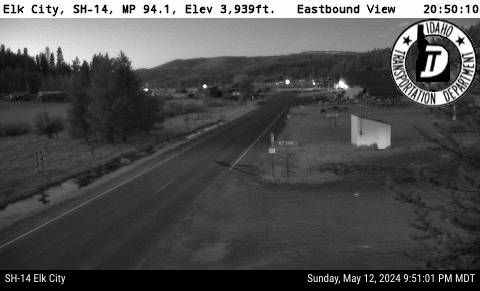 Elk City, SH-14, MP 94.1, Elev 3,939ft. Eastbound View 20:50:10
IDAHO
TRANSPORTATION DEPARTMENT
SH-14 Elk City Sunday, May 12, 2024 9:51:01 PM MDT